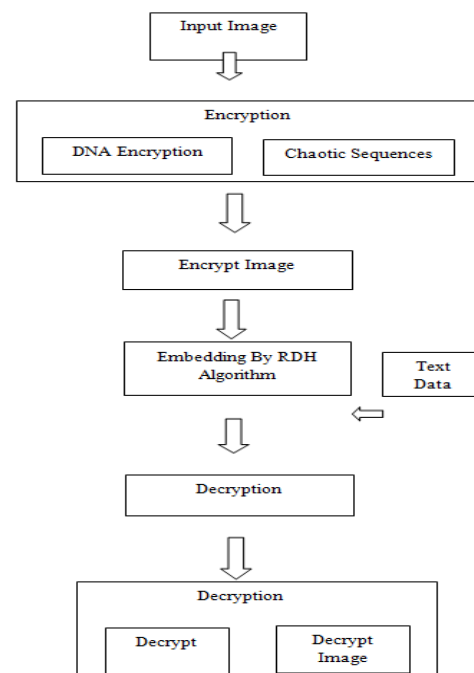 Input Image
Encryption
DNA Encryption
Chaotic Sequences
Encrypt Image
Embedding By RDH
Algorithm
Text
Data
Decryption
Decryption
Decrypt
Decrypt
Image